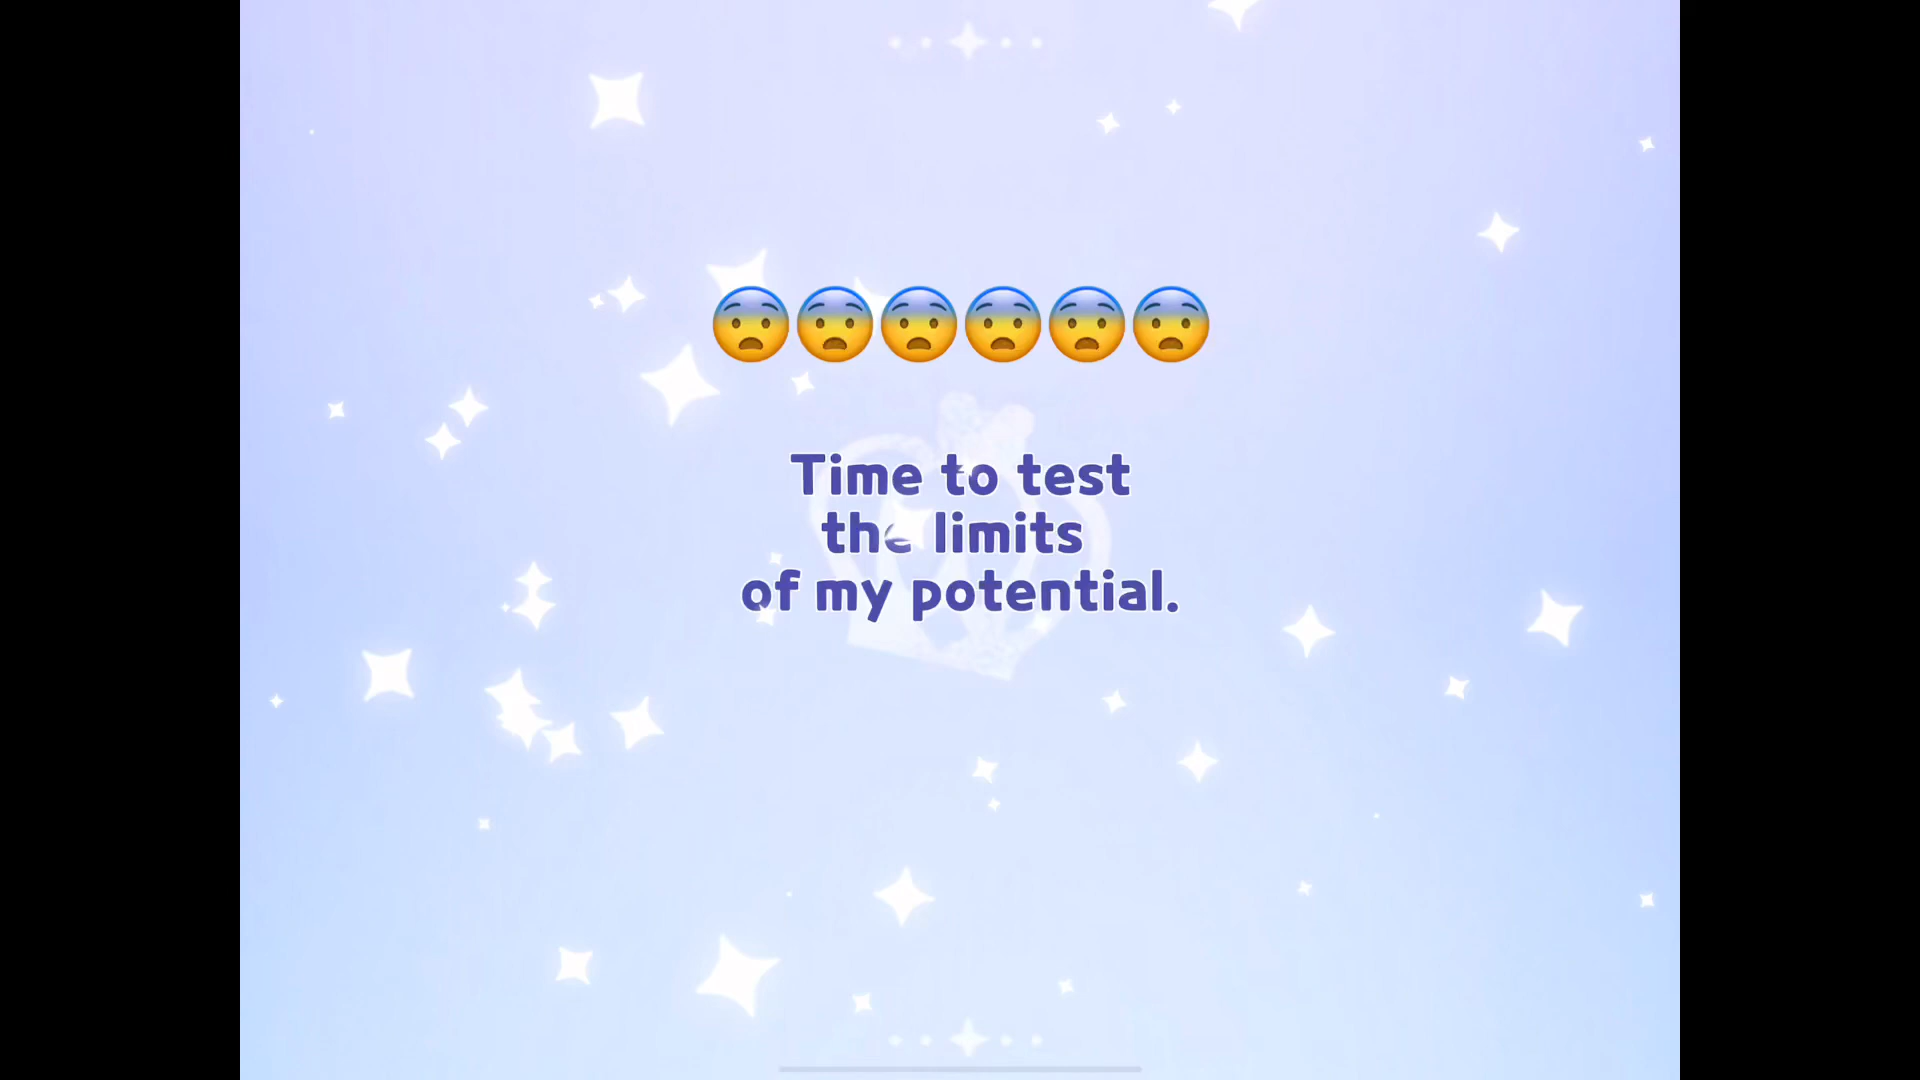 😨😨😨😨😨😨
Time to test
the limits
of my potential.